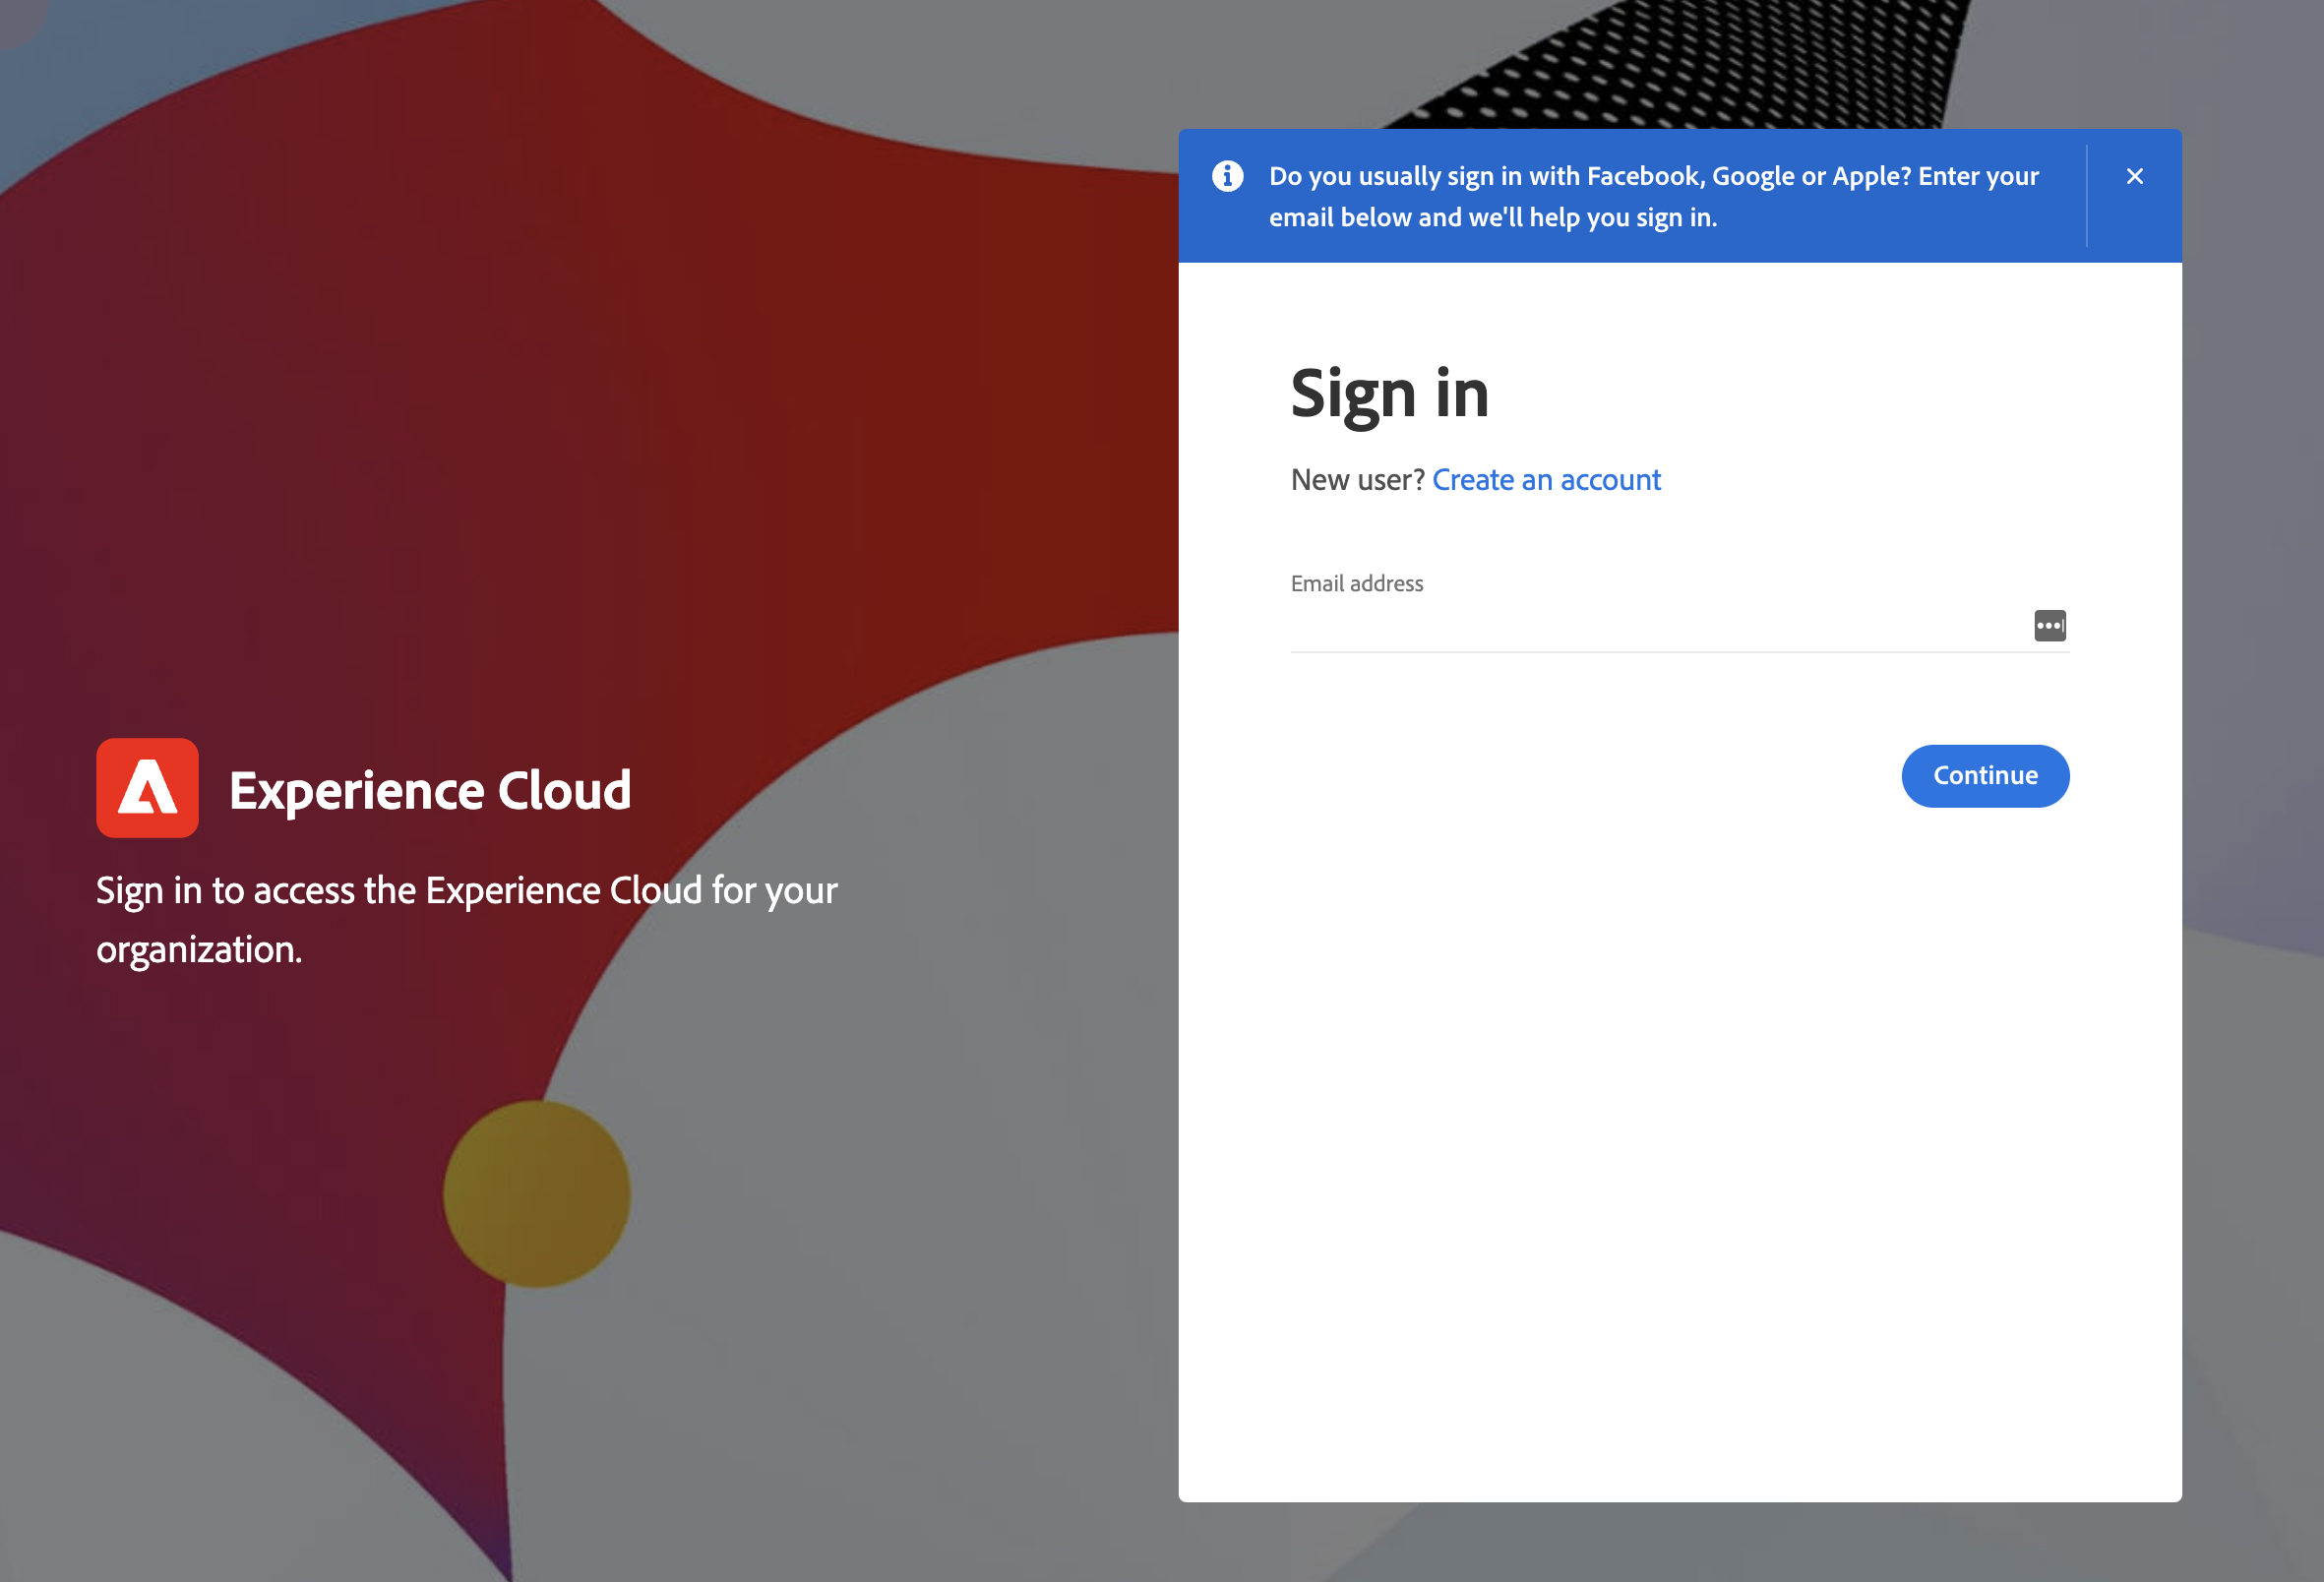 Do you usually sign in with Facebook, Google or Apple? Enter your
email below and we'll help you sign in.
Sign in
New user? Create an account
Email address
Continue
Experience Cloud
Sign in to access the Experience Cloud for your
organization.